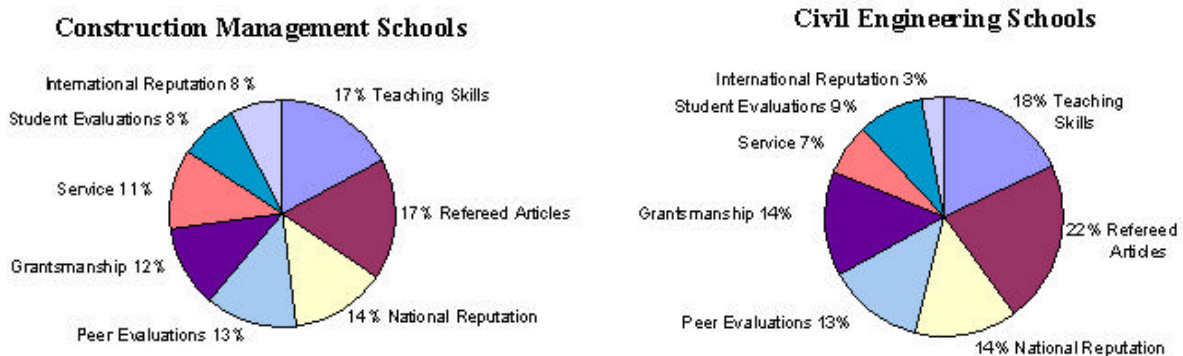 Construction Management Schools
International Reputation 8%
17% Teaching Skills
Student Evaluations 8%
Service 11%
17% Refereed Articles
Grantsmanship 12%
14% National Reputation
Peer Evaluations 13%
Civil Engineering Schools
International Reputation 3%
18% Teaching
Skills
Student Evaluations 9%
Service 7%
Grantsmanship 14%
22% Refereed
Articles
Peer Evaluations 13%
14% National Reputation